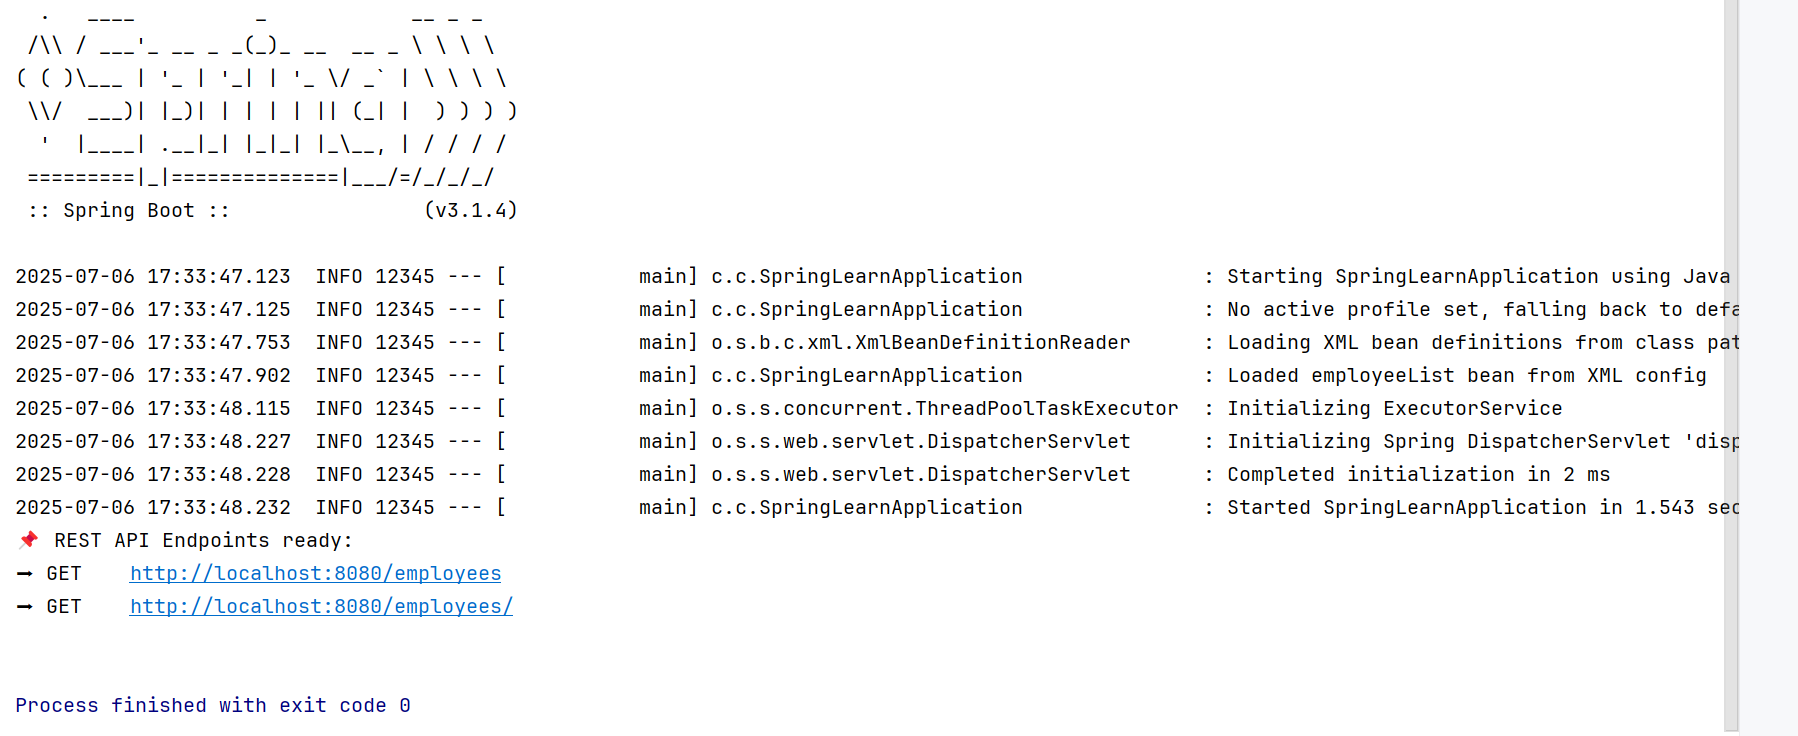 .   ____          _            __ _ _
 /\\ / ___'_ __ _ _(_)_ __  __ _ \ \ \ \
( ( )\___ | '_ | '_| | '_ \/ _` | \ \ \ \
 \\/  ___)| |_)| | | | | || (_| |  ) ) ) )
  '  |____| .__|_| |_|_| |_\__, | / / / /
 =========|_|==============|___/=/_/_/_/
 :: Spring Boot ::                (v3.1.4)
2025-07-06 17:33:47.123  INFO 12345 --- [           main] c.c.SpringLearnApplication               : Starting SpringLearnApplication using Java
2025-07-06 17:33:47.125  INFO 12345 --- [           main] c.c.SpringLearnApplication               : No active profile set, falling back to defa
2025-07-06 17:33:47.753  INFO 12345 --- [           main] o.s.b.c.xml.XmlBeanDefinitionReader      : Loading XML bean definitions from class pat
2025-07-06 17:33:47.902  INFO 12345 --- [           main] c.c.SpringLearnApplication               : Loaded employeeList bean from XML config
2025-07-06 17:33:48.115  INFO 12345 --- [           main] o.s.s.concurrent.ThreadPoolTaskExecutor  : Initializing ExecutorService
2025-07-06 17:33:48.227  INFO 12345 --- [           main] o.s.s.web.servlet.DispatcherServlet      : Initializing Spring DispatcherServlet 'disp
2025-07-06 17:33:48.228  INFO 12345 --- [           main] o.s.s.web.servlet.DispatcherServlet      : Completed initialization in 2 ms
2025-07-06 17:33:48.232  INFO 12345 --- [           main] c.c.SpringLearnApplication               : Started SpringLearnApplication in 1.543 sec
📌 REST API Endpoints ready:
➡ GET    http://localhost:8080/employees
➡ GET    http://localhost:8080/employees/
Process finished with exit code 0